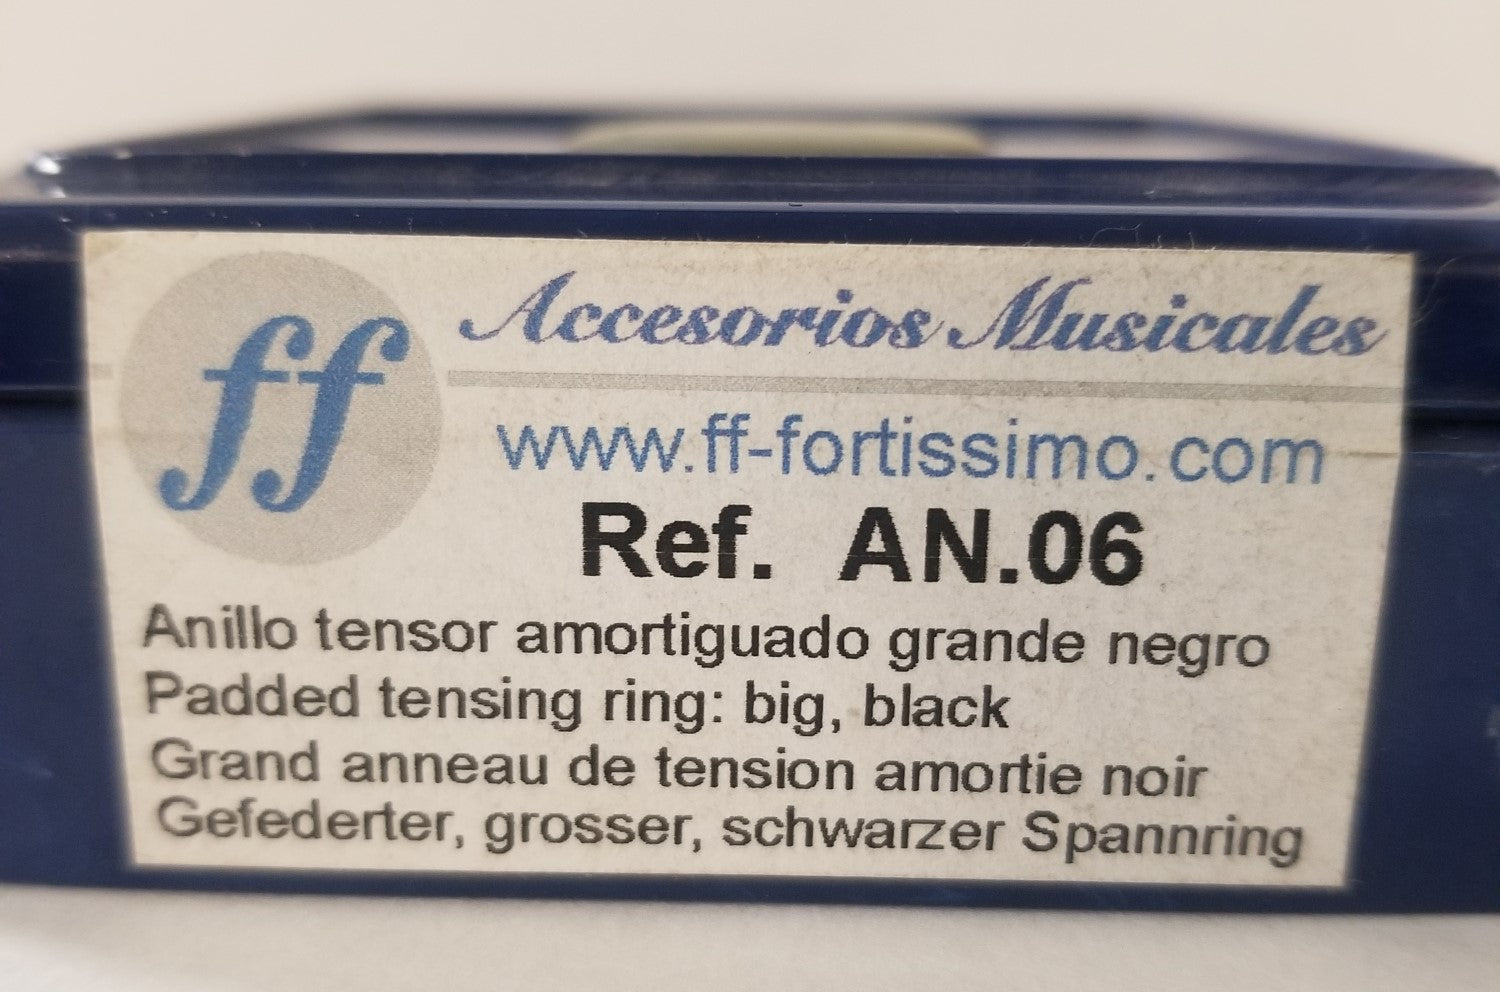 ff
Accesorios Musicales
www.ff-fortissimo.com
Ref. AN.06
Anillo tensor amortiguado grande negro
Padded tensing ring: big, black
Grand anneau de tension amortie noir
Gefederter, grosser, schwarzer Spannring